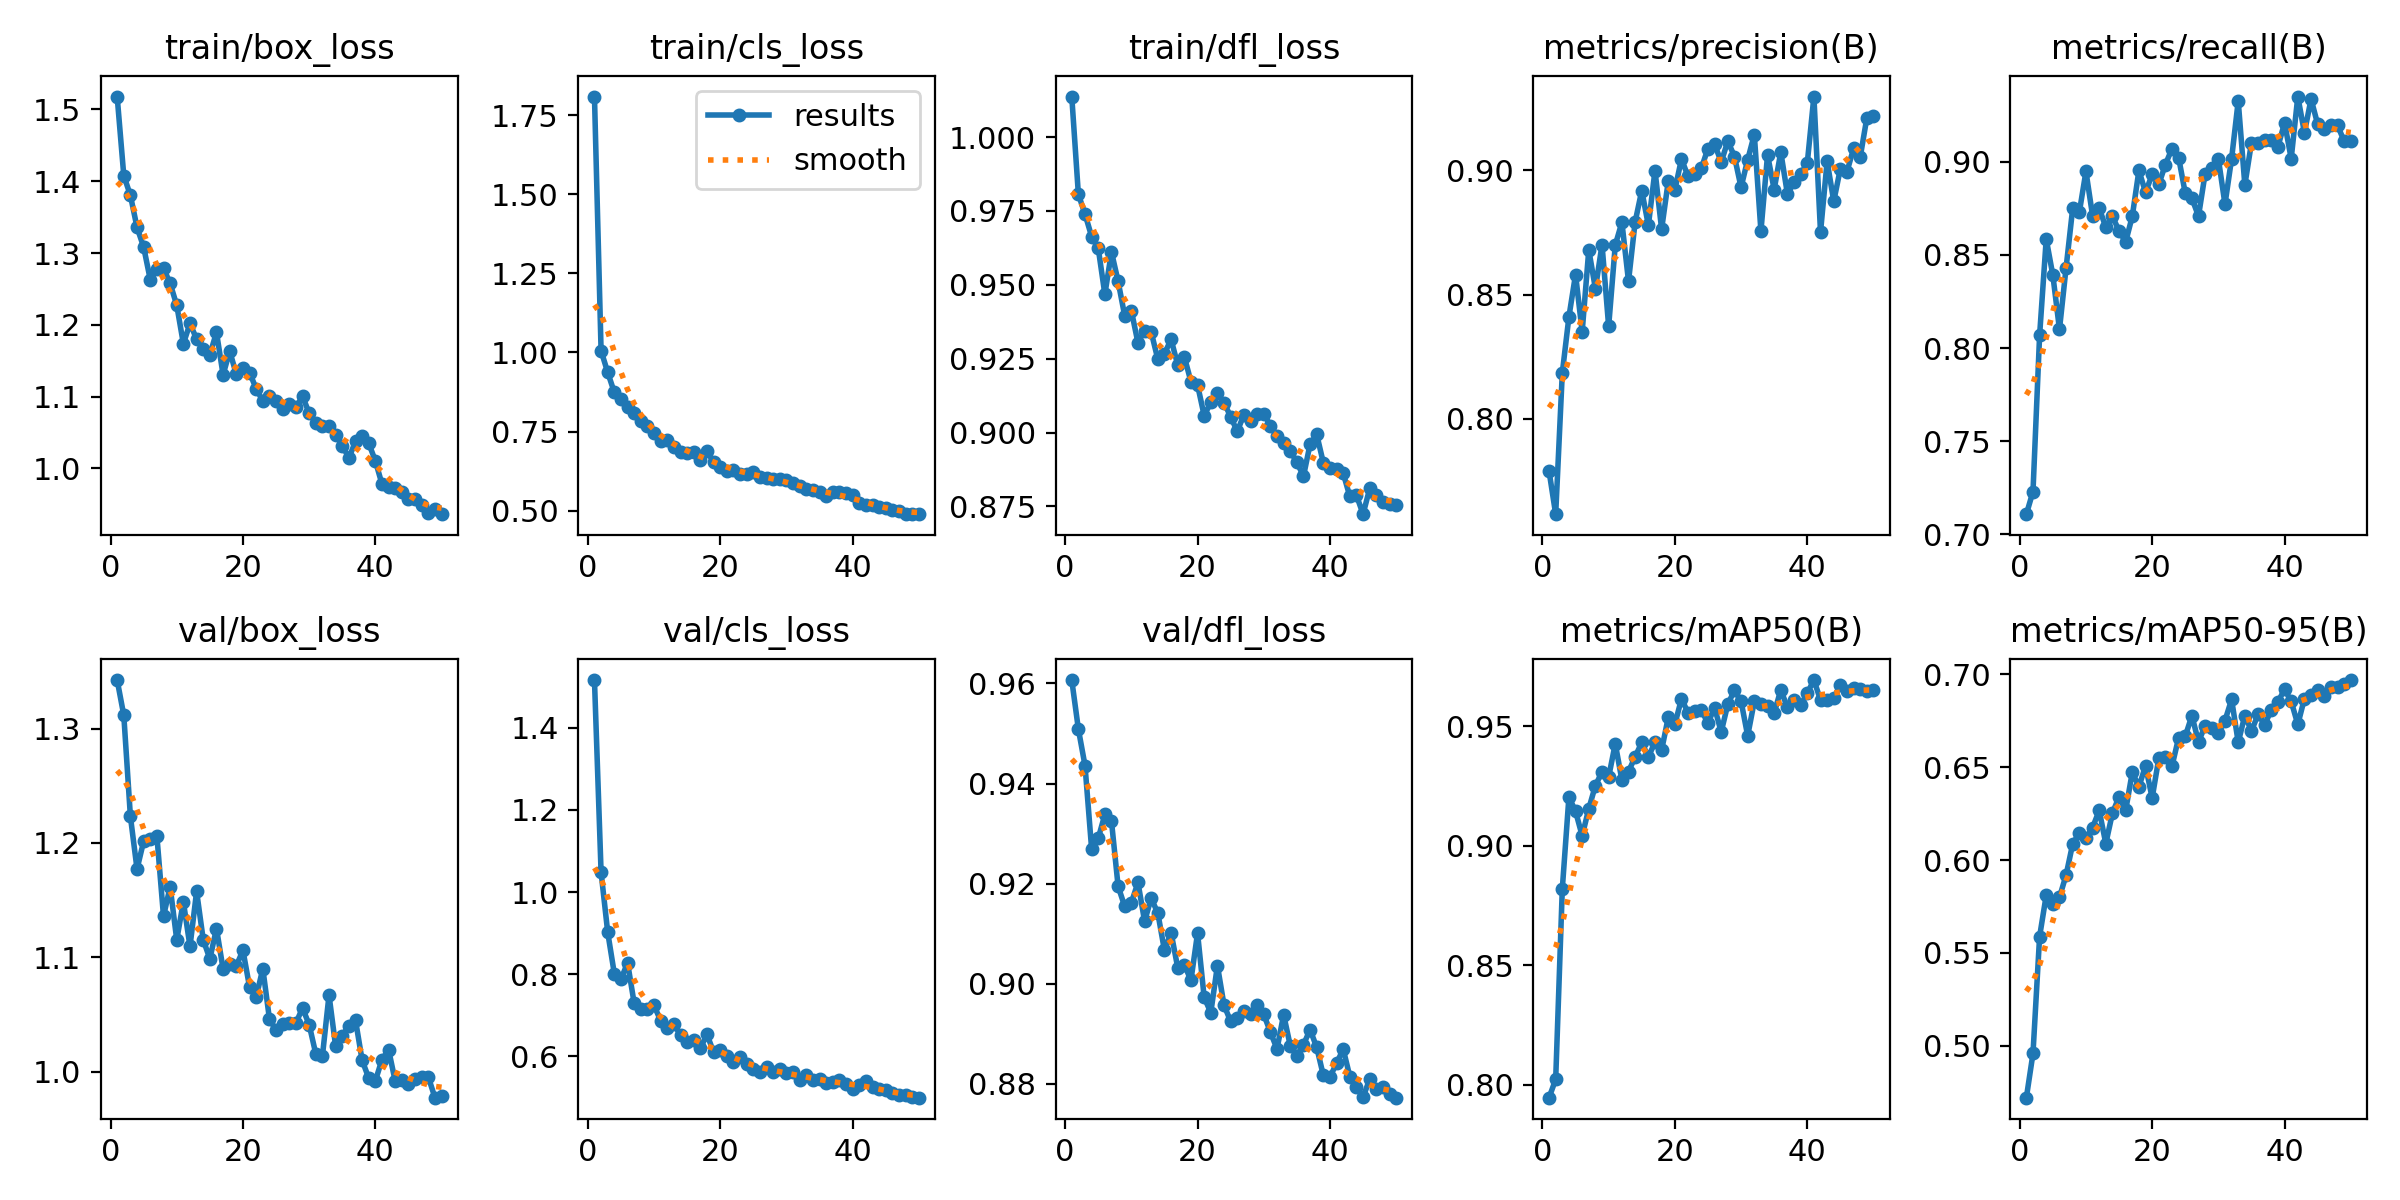 train/box_loss
1.5
1.4
1.3
1.2
1.1
1.0
0 20 40
train/cls_loss
results
smooth
1.75
1.50
1.25
1.00
0.75
0.50
0 20 40
train/dfl_loss
1.000
0.975
0.950
0.925
0.900
0.875
0 20 40
metrics/precision(B)
0.90
0.85
0.80
0 20 40
metrics/recall(B)
0.90
0.85
0.80
0.75
0.70
0 20 40
val/box_loss
1.3
1.2
1.1
1.0
0 20 40
val/cls_loss
1.4
1.2
1.0
0.8
0.6
0 20 40
val/dfl_loss
0.96
0.94
0.92
0.90
0.88
0 20 40
metrics/mAP50(B)
0.95
0.90
0.85
0.80
0 20 40
metrics/mAP50-95(B)
0.70
0.65
0.60
0.55
0.50
0 20 40